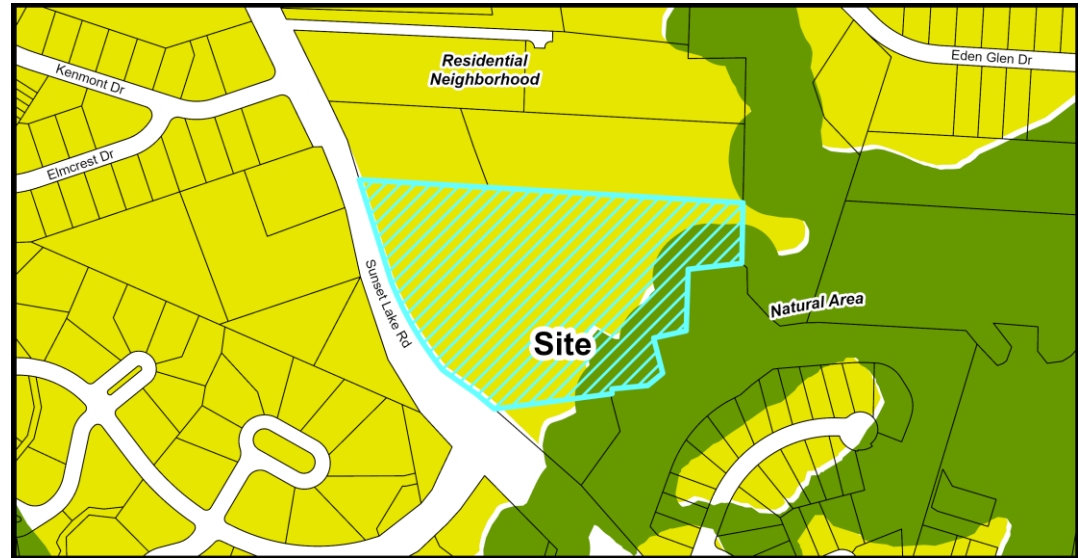 Residential
Neighborhood
Eden Glen Dr
Kenmont Dr
Elmcrest Dr
Sunset Lake Rd
Natural Area
Site